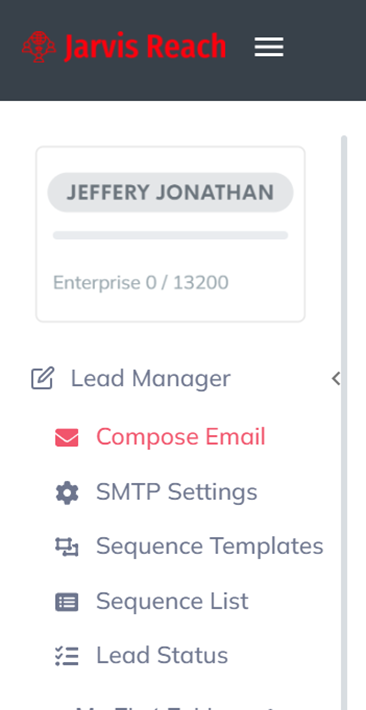 Jarvis Reach
JEFFERY JONATHAN
Enterprise 0 / 13200
Lead Manager
Compose Email
SMTP Settings
Sequence Templates
Sequence List
Lead Status